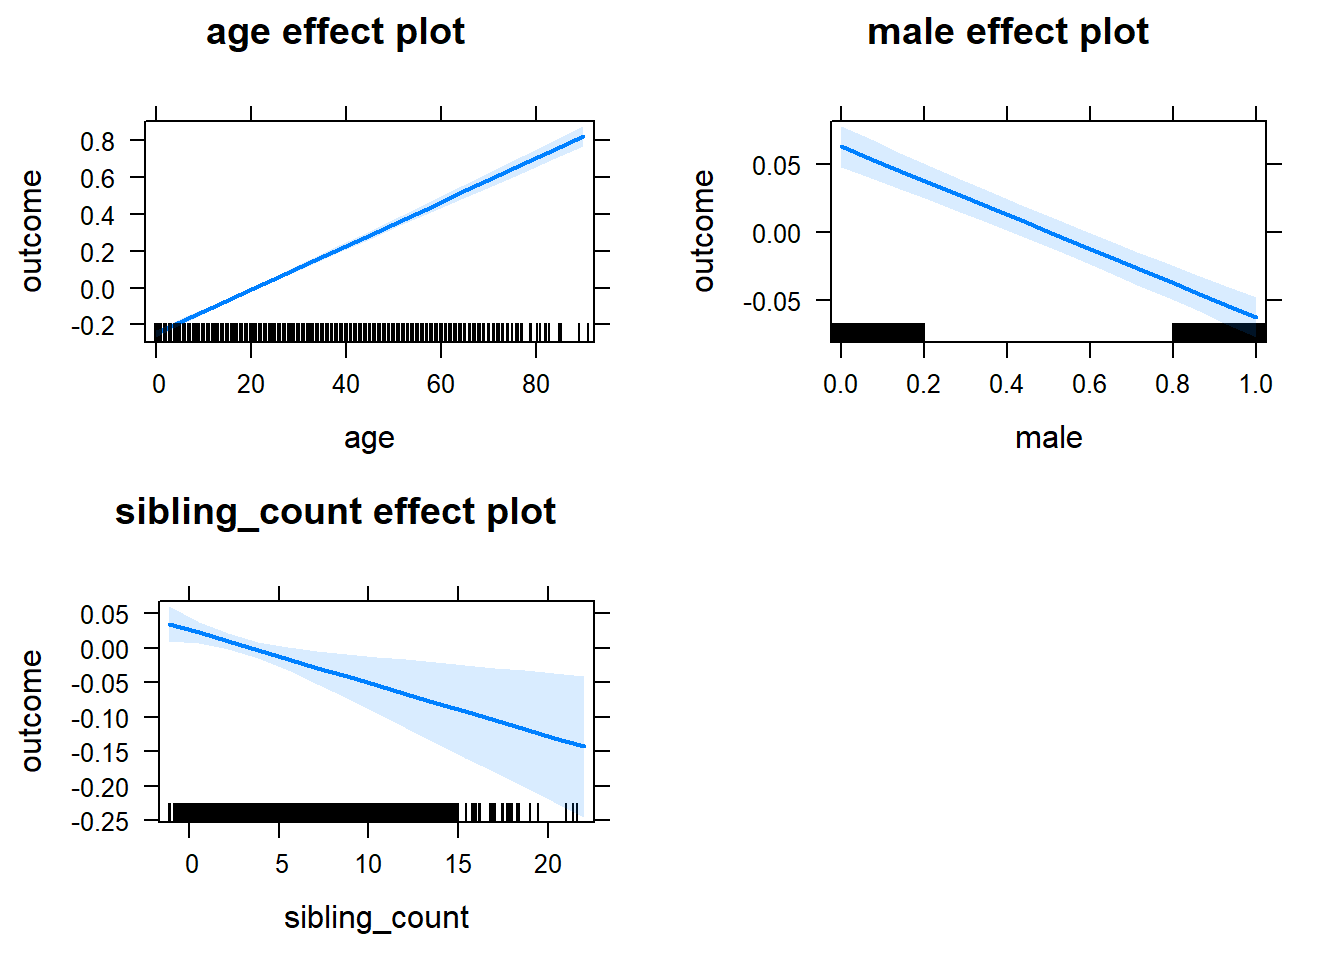 age effect plot
0.8
0.6
0.4
0.2
0.0
-0.2
outcome
0 20 40 60 80
age
male effect plot
0.05
0.00
-0.05
outcome
0.0 0.2 0.4 0.6 0.8 1.0
male
sibling_count effect plot
0.05
0.00
-0.05
-0.10
-0.15
-0.20
-0.25
outcome
0 5 10 15 20
sibling_count